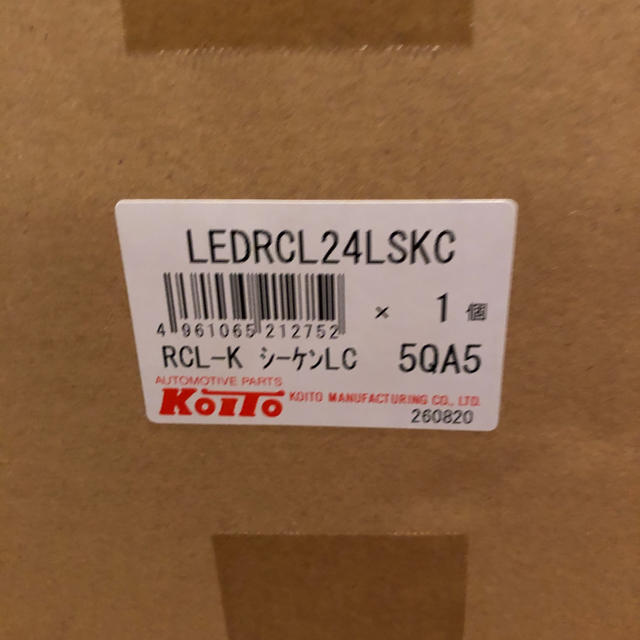 LEDRCL24LSKC
4 961065 212752
× 1 個
RCL-K シーケンLC 5QA5
AUTOMOTIVE PARTS
KOITO KOITO MANUFACTURING CO., LTD.
260820